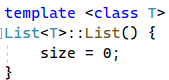 template <class T>
List<T>::List() {
    size = 0;
}